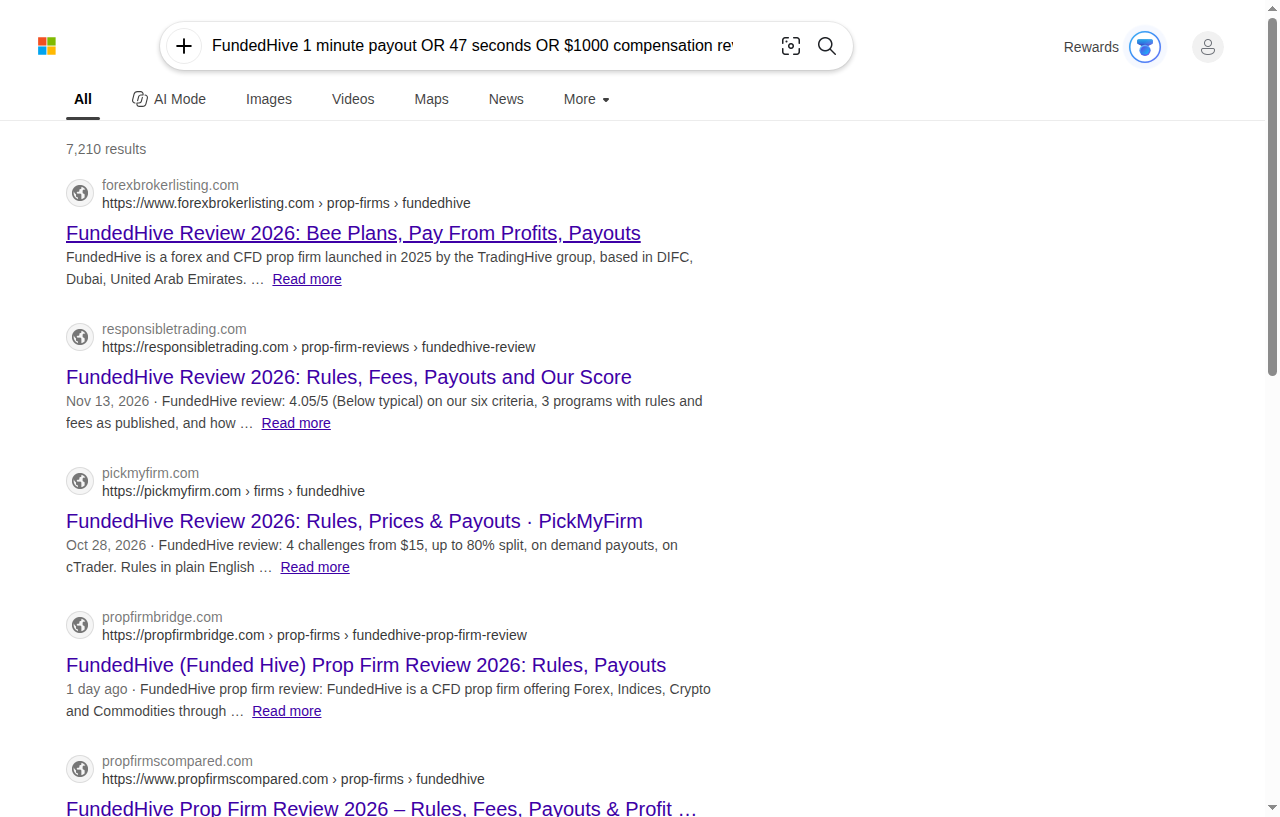 FundedHive 1 minute payout OR 47 seconds OR $1000 compensation re
Rewards
All
AI Mode
Images
Videos
Maps
News
More
7,210 results
forexbrokerlisting.com
https://www.forexbrokerlisting.com › prop-firms › fundedhive
FundedHive Review 2026: Bee Plans, Pay From Profits, Payouts
FundedHive is a forex and CFD prop firm launched in 2025 by the TradingHive group, based in DIFC,
Dubai, United Arab Emirates. … Read more
responsibletrading.com
https://responsibletrading.com › prop-firm-reviews › fundedhive-review
FundedHive Review 2026: Rules, Fees, Payouts and Our Score
Nov 13, 2026 · FundedHive review: 4.05/5 (Below typical) on our six criteria, 3 programs with rules and
fees as published, and how … Read more
pickmyfirm.com
https://pickmyfirm.com › firms › fundedhive
FundedHive Review 2026: Rules, Prices & Payouts · PickMyFirm
Oct 28, 2026 · FundedHive review: 4 challenges from $15, up to 80% split, on demand payouts, on
cTrader. Rules in plain English … Read more
propfirmbridge.com
https://propfirmbridge.com › prop-firms › fundedhive-prop-firm-review
FundedHive (Funded Hive) Prop Firm Review 2026: Rules, Payouts
1 day ago · FundedHive prop firm review: FundedHive is a CFD prop firm offering Forex, Indices, Crypto
and Commodities through … Read more
propfirmscompared.com
https://www.propfirmscompared.com › prop-firms › fundedhive
FundedHive Prop Firm Review 2026 – Rules, Fees, Payouts & Profit …